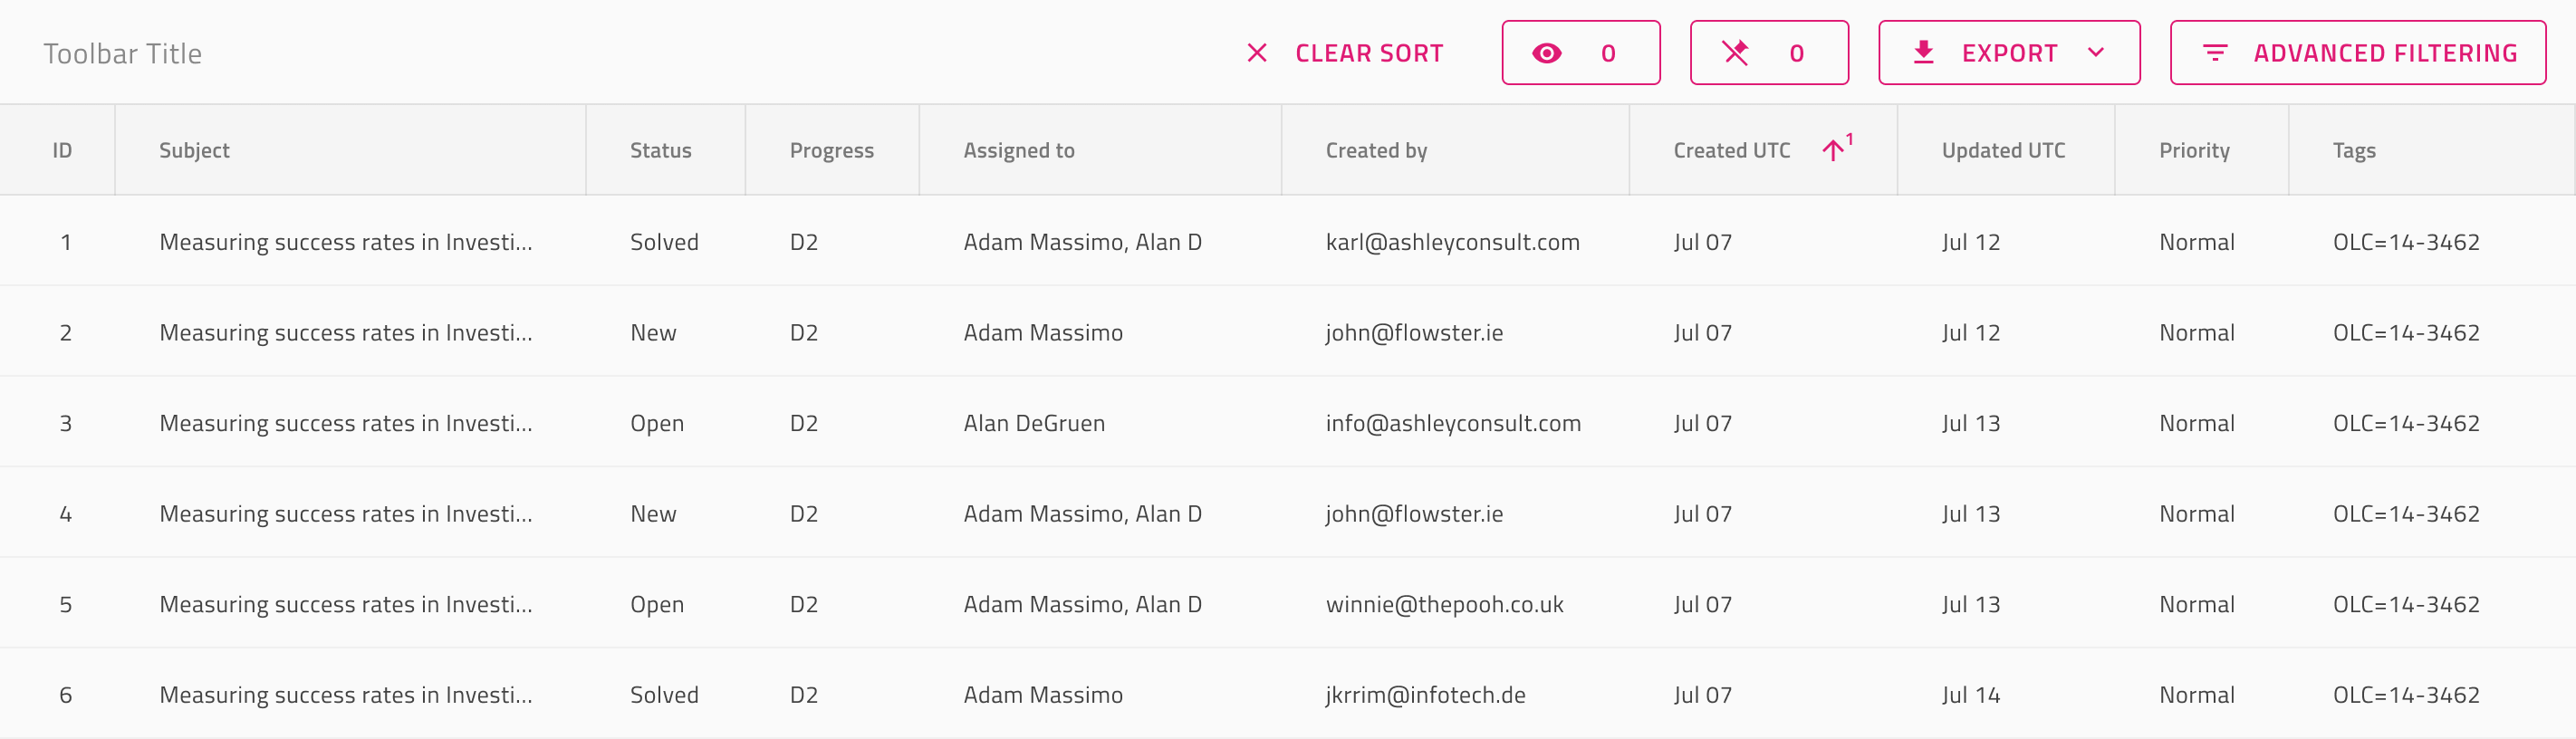 Toolbar Title CLEAR SORT 0 0 EXPORT ADVANCED FILTERING
ID Subject Status Progress Assigned to Created by Created UTC 1 Updated UTC Priority Tags
1 Measuring success rates in Investi... Solved D2 Adam Massimo, Alan D karl@ashleyconsult.com Jul 07 Jul 12 Normal OLC=14-3462
2 Measuring success rates in Investi... New D2 Adam Massimo john@flowster.ie Jul 07 Jul 12 Normal OLC=14-3462
3 Measuring success rates in Investi... Open D2 Alan DeGruen info@ashleyconsult.com Jul 07 Jul 13 Normal OLC=14-3462
4 Measuring success rates in Investi... New D2 Adam Massimo, Alan D john@flowster.ie Jul 07 Jul 13 Normal OLC=14-3462
5 Measuring success rates in Investi... Open D2 Adam Massimo, Alan D winnie@thepooh.co.uk Jul 07 Jul 13 Normal OLC=14-3462
6 Measuring success rates in Investi... Solved D2 Adam Massimo jkrrim@infotech.de Jul 07 Jul 14 Normal OLC=14-3462